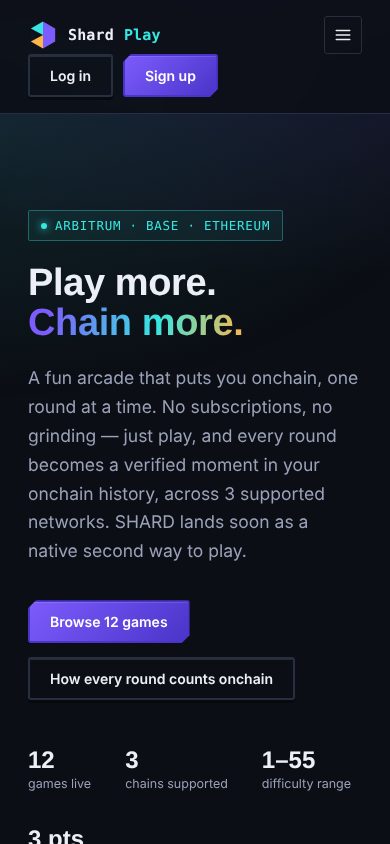 Shard Play
Log in
Sign up
ARBITRUM · BASE · ETHEREUM
Play more.
Chain more.
A fun arcade that puts you onchain, one
round at a time. No subscriptions, no
grinding — just play, and every round
becomes a verified moment in your
onchain history, across 3 supported
networks. SHARD lands soon as a
native second way to play.
Browse 12 games
How every round counts onchain
12
games live
3
chains supported
1–55
difficulty range
3 pts